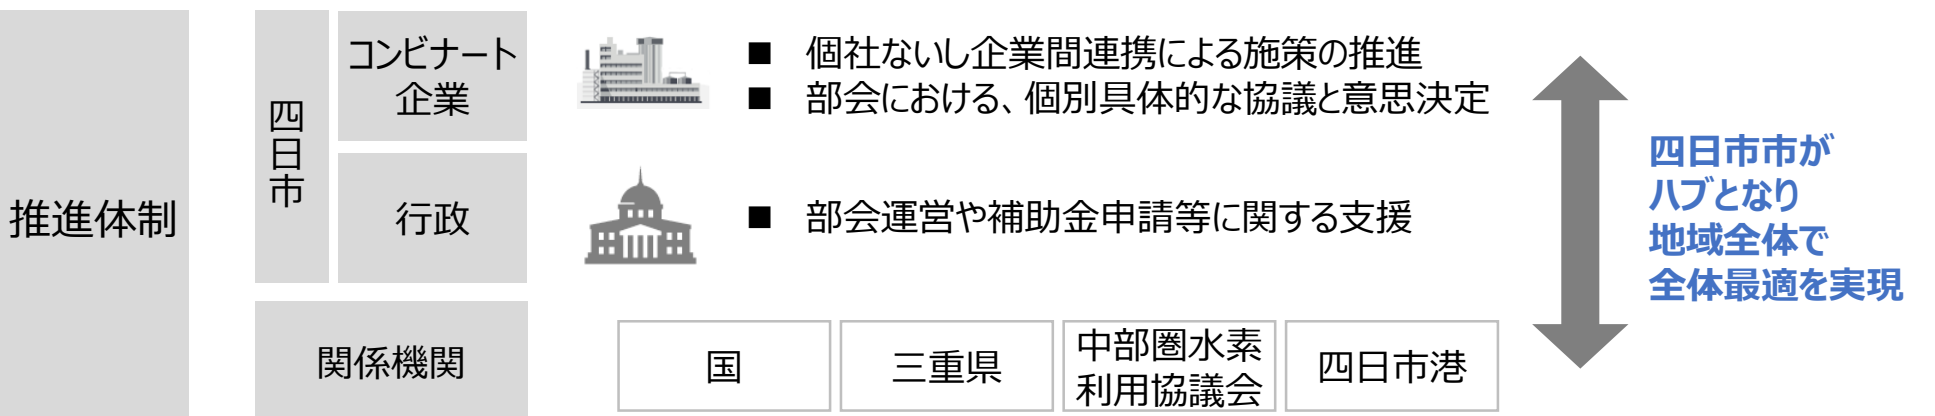 推進体制
四日市
コンビナート
企業
■ 個社ないし企業間連携による施策の推進
■ 部会における、個別具体的な協議と意思決定
行政
■ 部会運営や補助金申請等に関する支援
関係機関
国
三重県
中部圏水素
利用協議会
四日市港
四日市市が
ハブとなり
地域全体で
全体最適を実現